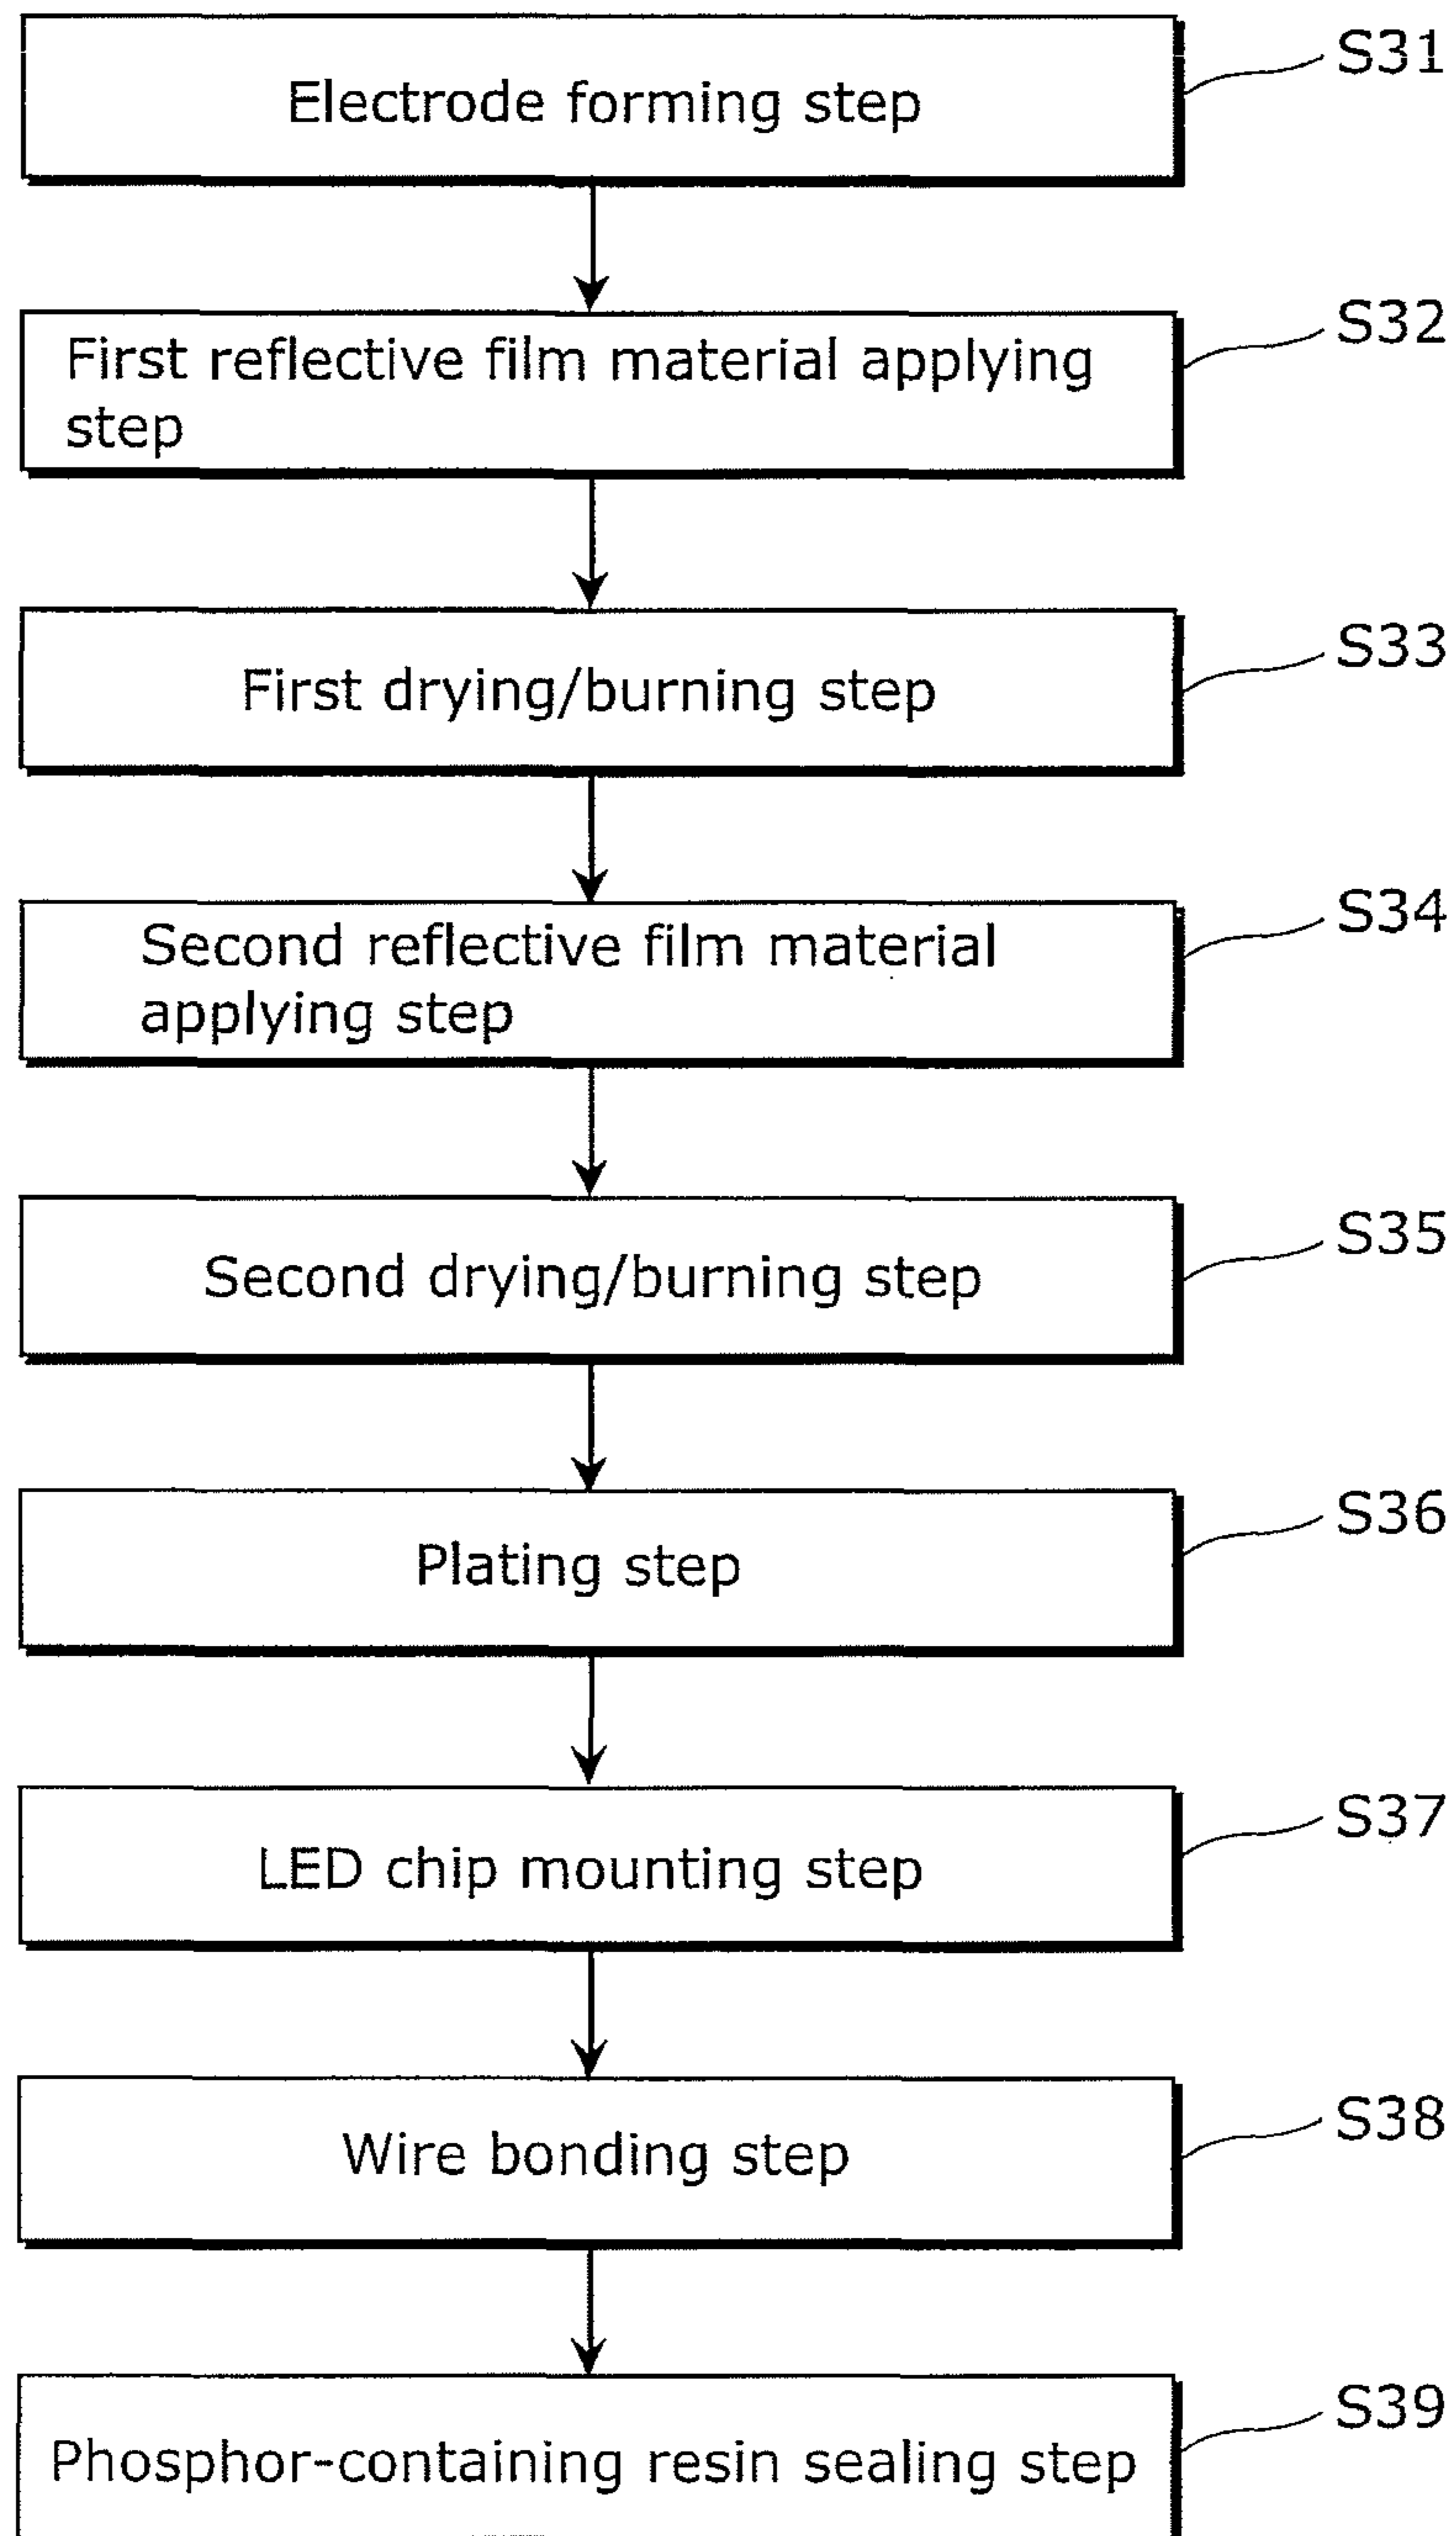 Electrode forming step
S31
First reflective film material applying
step
S32
First drying/burning step
S33
Second reflective film material
applying step
S34
Second drying/burning step
S35
Plating step
S36
LED chip mounting step
S37
Wire bonding step
S38
Phosphor-containing resin sealing step
S39